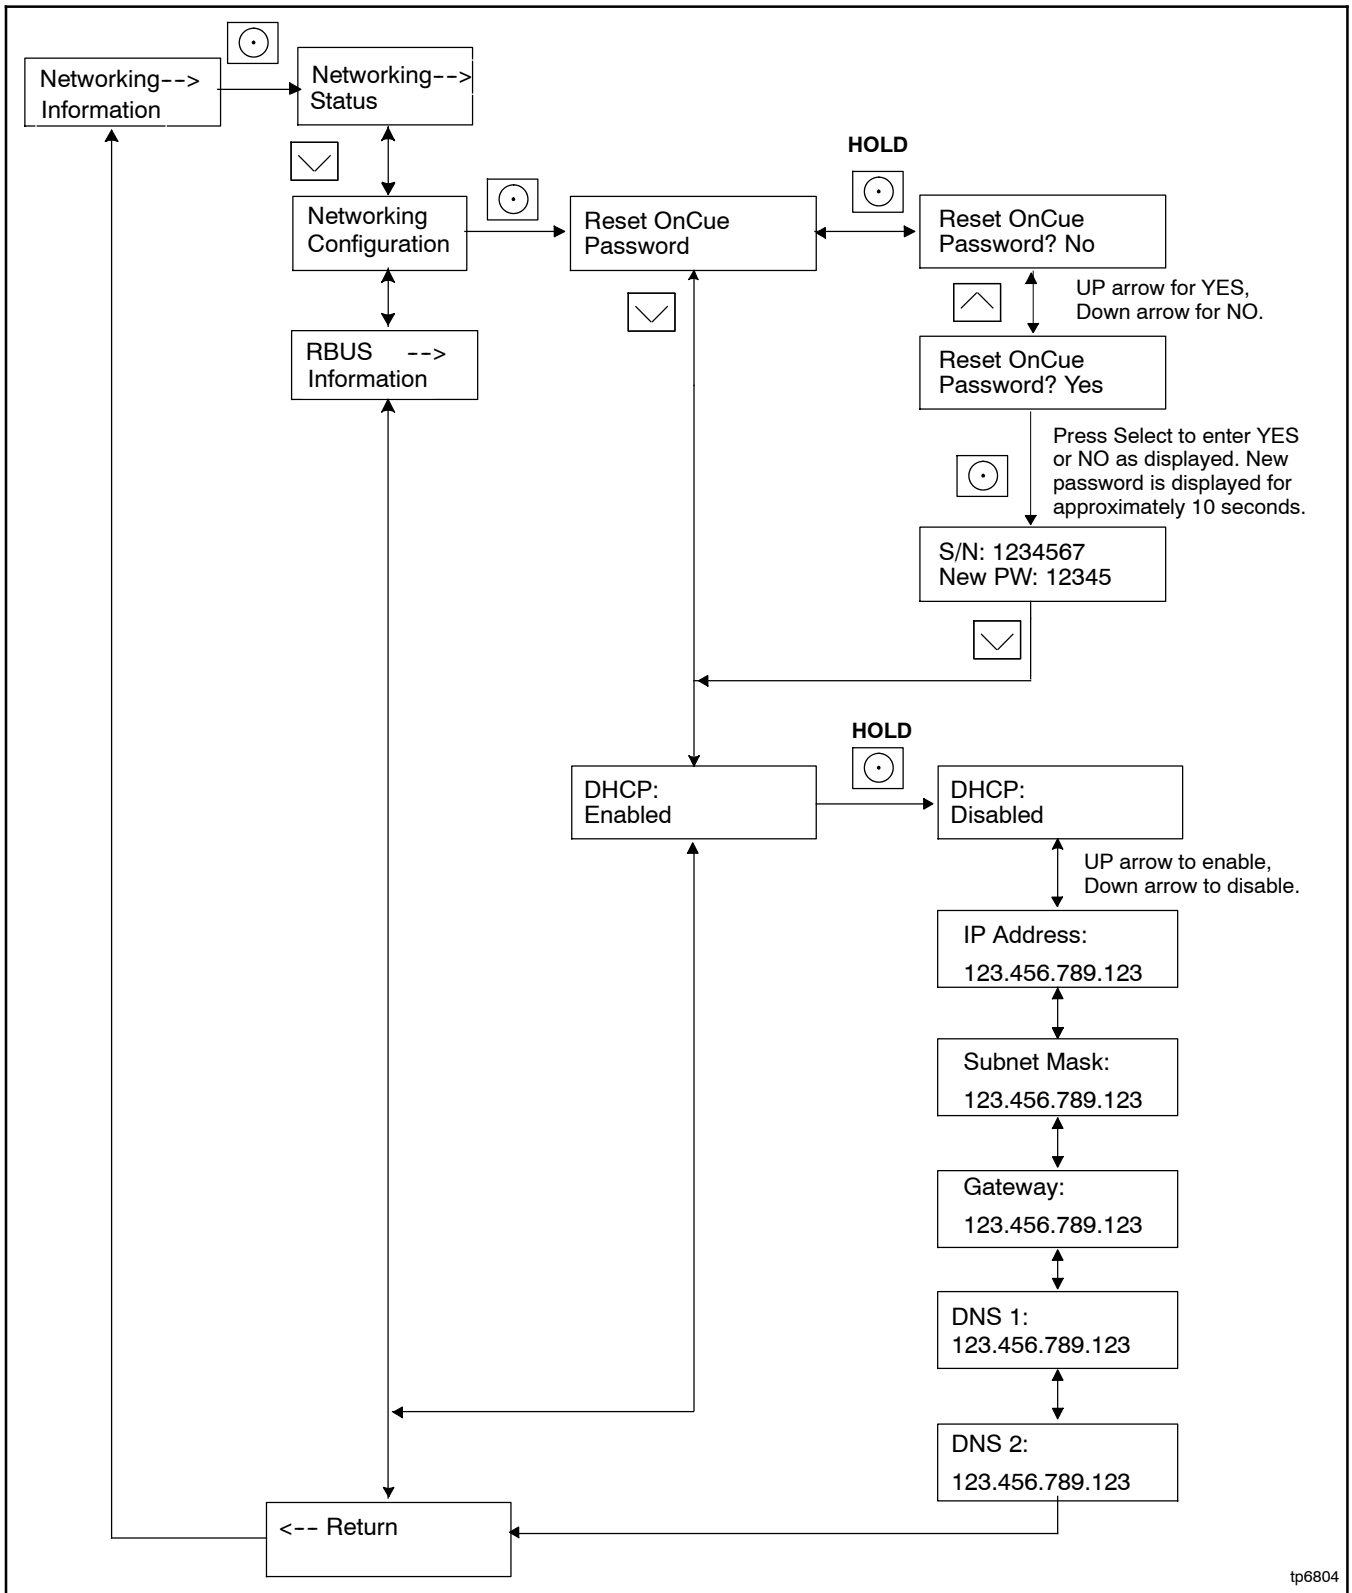 Networking-->
Information
Networking-->
Status
Networking
Configuration
RBUS -->
Information
Reset OnCue
Password
HOLD
Reset OnCue
Password? No
UP arrow for YES,
Down arrow for NO.
Reset OnCue
Password? Yes
Press Select to enter YES
or NO as displayed. New
password is displayed for
approximately 10 seconds.
S/N: 1234567
New PW: 12345
DHCP:
Enabled
HOLD
DHCP:
Disabled
UP arrow to enable,
Down arrow to disable.
IP Address:
123.456.789.123
Subnet Mask:
123.456.789.123
Gateway:
123.456.789.123
DNS 1:
123.456.789.123
DNS 2:
123.456.789.123
<-- Return
tp6804